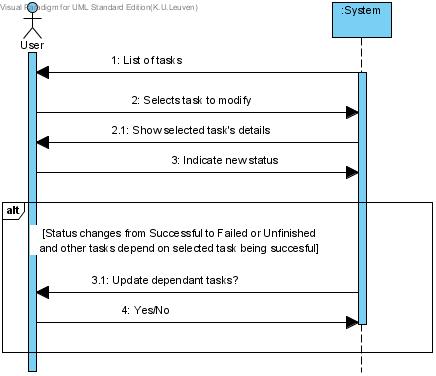 Visual Paradigm for UML Standard Edition(K.U.Leuven)
:System
User
1: List of tasks
2: Selects task to modify
2.1: Show selected task's details
3: Indicate new status
alt
[Status changes from Successful to Failed or Unfinished
and other tasks depend on selected task being succesful]
3.1: Update dependant tasks?
4: Yes/No